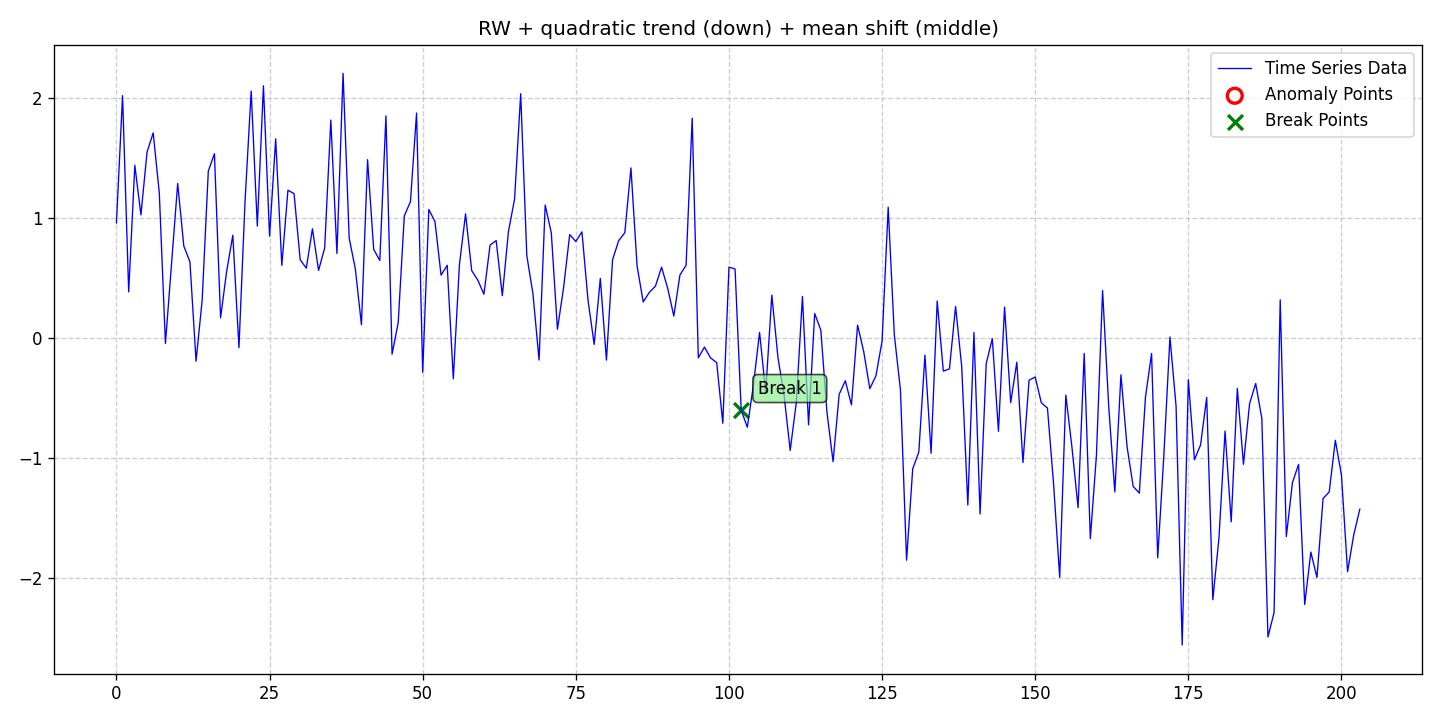 RW + quadratic trend (down) + mean shift (middle)
Time Series Data
Anomaly Points
Break Points
2
1
0
−1
−2
Break 1
0 25 50 75 100 125 150 175 200